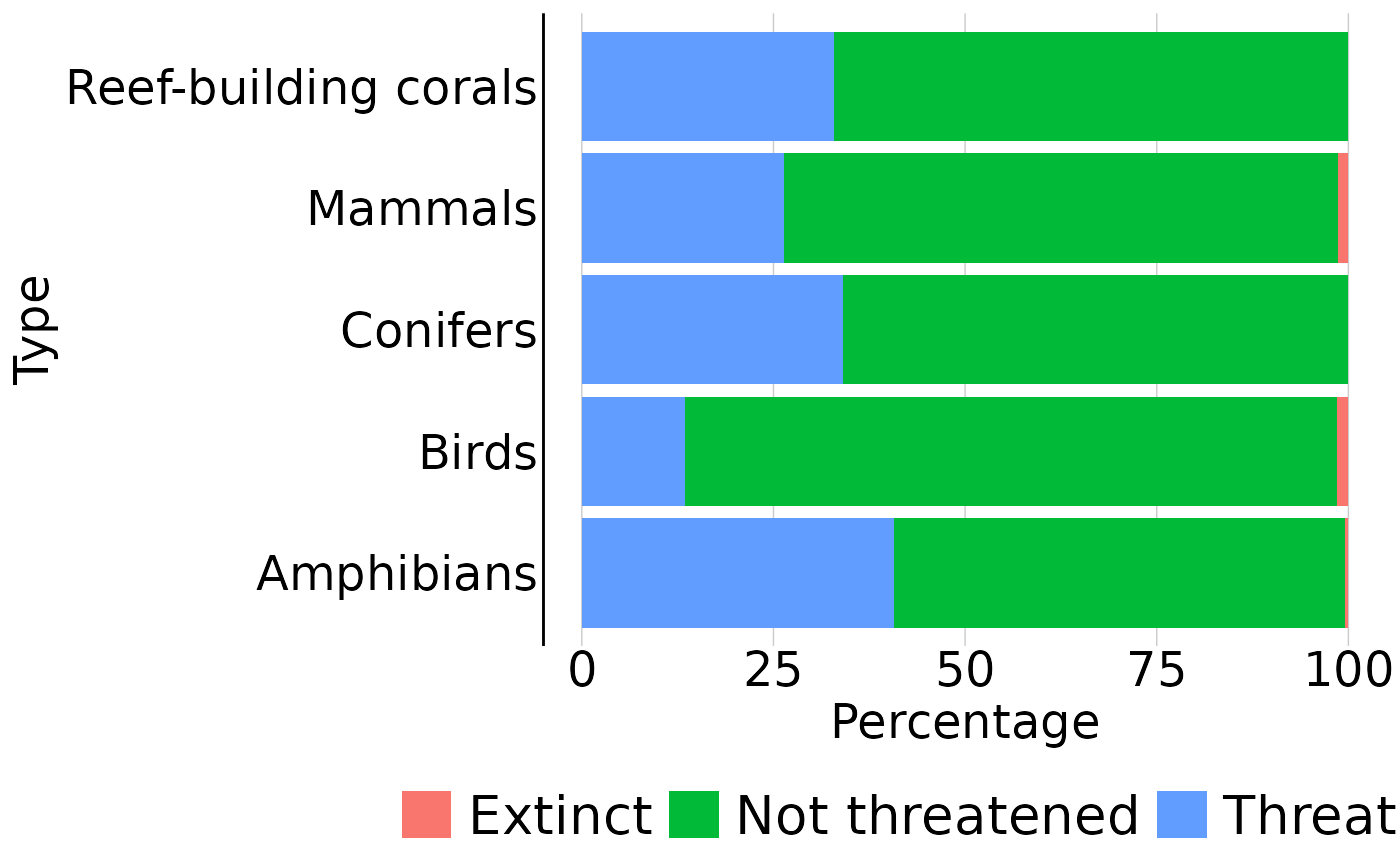 Reef-building corals
Mammals
Conifers
Birds
Amphibians
Type
0 25 50 75 100
Percentage
Extinct Not threatened Threat